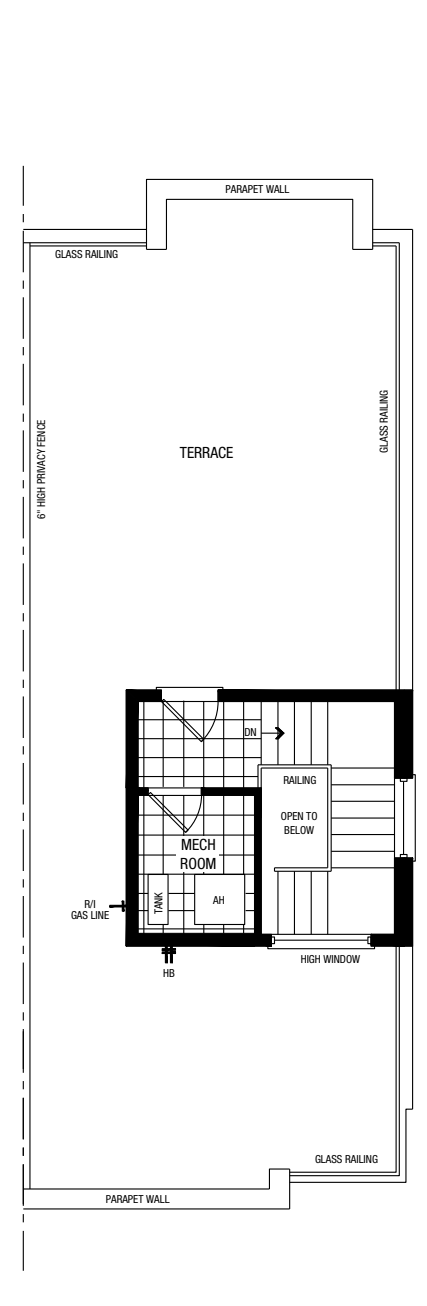 PARAPET WALL
GLASS RAILING
GLASS RAILING
6" HIGH PRIVACY FENCE
TERRACE
DN
RAILING
OPEN TO
BELOW
MECH
ROOM
TANK
AH
R/I
GAS LINE
HB
HIGH WINDOW
GLASS RAILING
PARAPET WALL